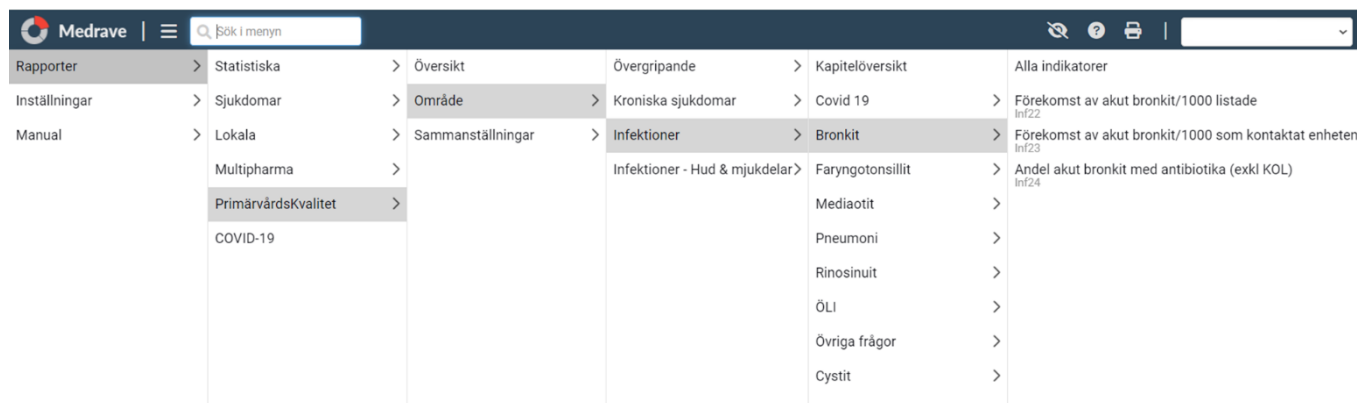 Medrave
Sök i menyn
Rapporter
Inställningar
Manual
Statistiska
Sjukdomar
Lokala
Multipharma
PrimärvårdsKvalitet
COVID-19
Översikt
Område
Sammanställningar
Övergripande
Kroniska sjukdomar
Infektioner
Infektioner - Hud & mjukdelar
Kapitelöversikt
Covid 19
Bronkit
Faryngotonsillit
Mediaotit
Pneumoni
Rinosinuit
ÖLI
Övriga frågor
Cystit
Alla indikatorer
Förekomst av akut bronkit/1000 listade
Inf22
Förekomst av akut bronkit/1000 som kontaktat enheten
Inf23
Andel akut bronkit med antibiotika (exkl KOL)
Inf24